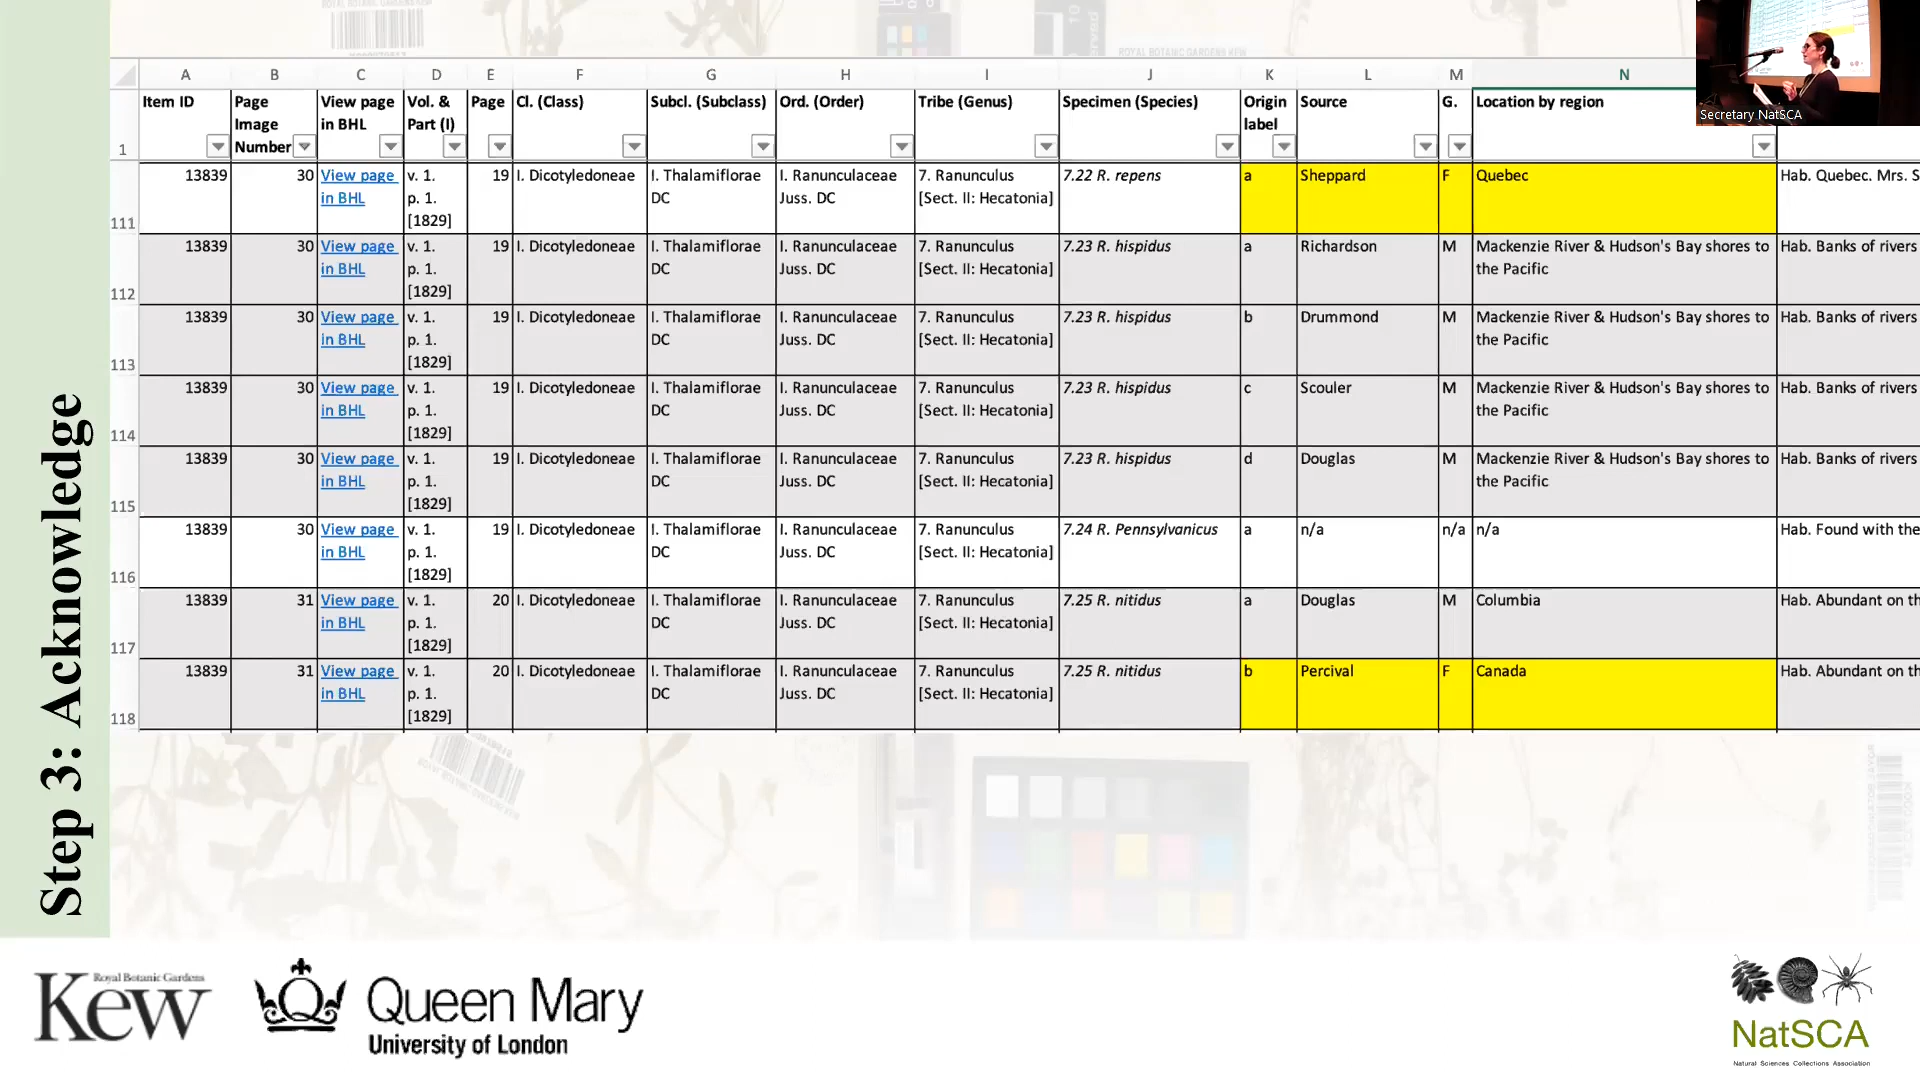 ROYAL BOTANIC GARDENS KEW
Secretary NatSCA
A B C D E F G H I J K L M N
Item ID Page Image Number View page in BHL Vol. & Part (I) Page Cl. (Class) Subcl. (Subclass) Ord. (Order) Tribe (Genus) Specimen (Species) Origin label Source G. Location by region
1
111 13839 30 View page in BHL v. 1. p. 1. [1829] 19 I. Dicotyledoneae I. Thalamiflorae DC I. Ranunculaceae Juss. DC 7. Ranunculus [Sect. II: Hecatonia] 7.22 R. repens a Sheppard F Quebec Hab. Quebec. Mrs. S
112 13839 30 View page in BHL v. 1. p. 1. [1829] 19 I. Dicotyledoneae I. Thalamiflorae DC I. Ranunculaceae Juss. DC 7. Ranunculus [Sect. II: Hecatonia] 7.23 R. hispidus a Richardson M Mackenzie River & Hudson's Bay shores to the Pacific Hab. Banks of rivers
113 13839 30 View page in BHL v. 1. p. 1. [1829] 19 I. Dicotyledoneae I. Thalamiflorae DC I. Ranunculaceae Juss. DC 7. Ranunculus [Sect. II: Hecatonia] 7.23 R. hispidus b Drummond M Mackenzie River & Hudson's Bay shores to the Pacific Hab. Banks of rivers
114 13839 30 View page in BHL v. 1. p. 1. [1829] 19 I. Dicotyledoneae I. Thalamiflorae DC I. Ranunculaceae Juss. DC 7. Ranunculus [Sect. II: Hecatonia] 7.23 R. hispidus c Scouler M Mackenzie River & Hudson's Bay shores to the Pacific Hab. Banks of rivers
115 13839 30 View page in BHL v. 1. p. 1. [1829] 19 I. Dicotyledoneae I. Thalamiflorae DC I. Ranunculaceae Juss. DC 7. Ranunculus [Sect. II: Hecatonia] 7.23 R. hispidus d Douglas M Mackenzie River & Hudson's Bay shores to the Pacific Hab. Banks of rivers
116 13839 30 View page in BHL v. 1. p. 1. [1829] 19 I. Dicotyledoneae I. Thalamiflorae DC I. Ranunculaceae Juss. DC 7. Ranunculus [Sect. II: Hecatonia] 7.24 R. Pennsylvanicus a n/a n/a n/a Hab. Found with the
117 13839 31 View page in BHL v. 1. p. 1. [1829] 20 I. Dicotyledoneae I. Thalamiflorae DC I. Ranunculaceae Juss. DC 7. Ranunculus [Sect. II: Hecatonia] 7.25 R. nitidus a Douglas M Columbia Hab. Abundant on th
118 13839 31 View page in BHL v. 1. p. 1. [1829] 20 I. Dicotyledoneae I. Thalamiflorae DC I. Ranunculaceae Juss. DC 7. Ranunculus [Sect. II: Hecatonia] 7.25 R. nitidus b Percival F Canada Hab. Abundant on th
Step 3: Acknowledge
Royal Botanic Gardens
Kew
Queen Mary
University of London
NatSCA
Natural Sciences Collections Association